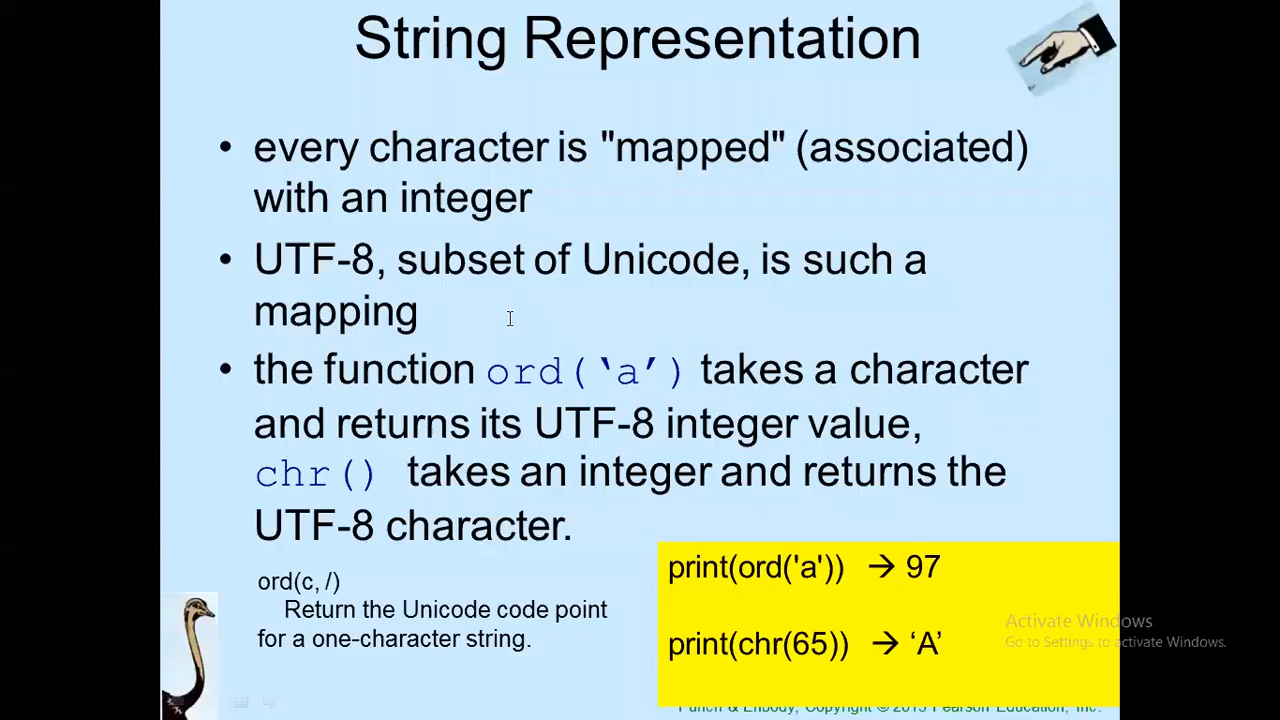 String Representation
• every character is "mapped" (associated)
with an integer
• UTF-8, subset of Unicode, is such a
mapping
• the function ord(‘a’) takes a character
and returns its UTF-8 integer value,
chr() takes an integer and returns the
UTF-8 character.
ord(c, /)
Return the Unicode code point
for a one-character string.
print(ord('a')) → 97
print(chr(65)) → ‘A’
Activate Windows
Go to Settings to activate Windows.
Copyright © 2013 Pearson Education, Inc.